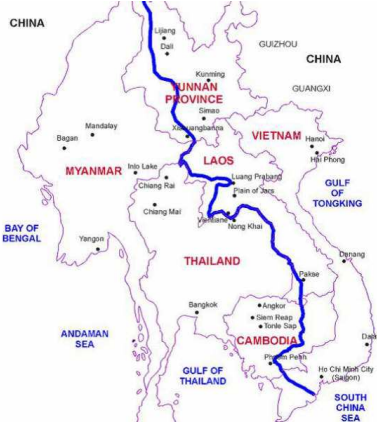 CHINA
Lijiang
Dali
GUIZHOU
CHINA
Kunming
YUNNAN
PROVINCE
GUANGXI
Simao
Xishuangbanna
VIETNAM
Hanoi
Hai Phong
Mandalay
Bagan
MYANMAR
Inlo Lake
LAOS
Chiang Rai
Luang Prabang
Plain of Jars
GULF
OF
TONGKING
Chiang Mai
Vientiane
Nong Khai
BAY OF
BENGAL
Yangon
THAILAND
Danang
Pakse
Bangkok
Angkor
Siem Reap
Tonle Sap
ANDAMAN
SEA
CAMBODIA
Phnom Penh
GULF OF
THAILAND
Ho Chi Minh City
(Saigon)
SOUTH
CHINA
SEA